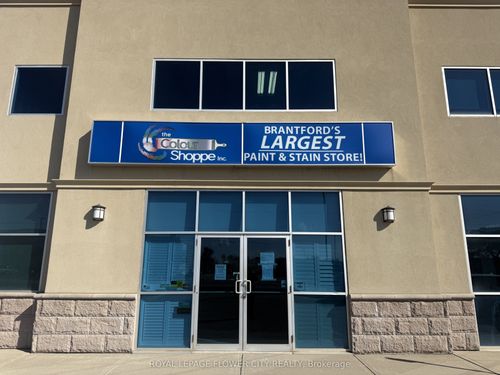 the
Colour
Shoppe Inc.
BRANTFORD'S
LARGEST
PAINT & STAIN STORE!
ROYAL LEPAGE FLOWER CITY REALTY, Brokerage